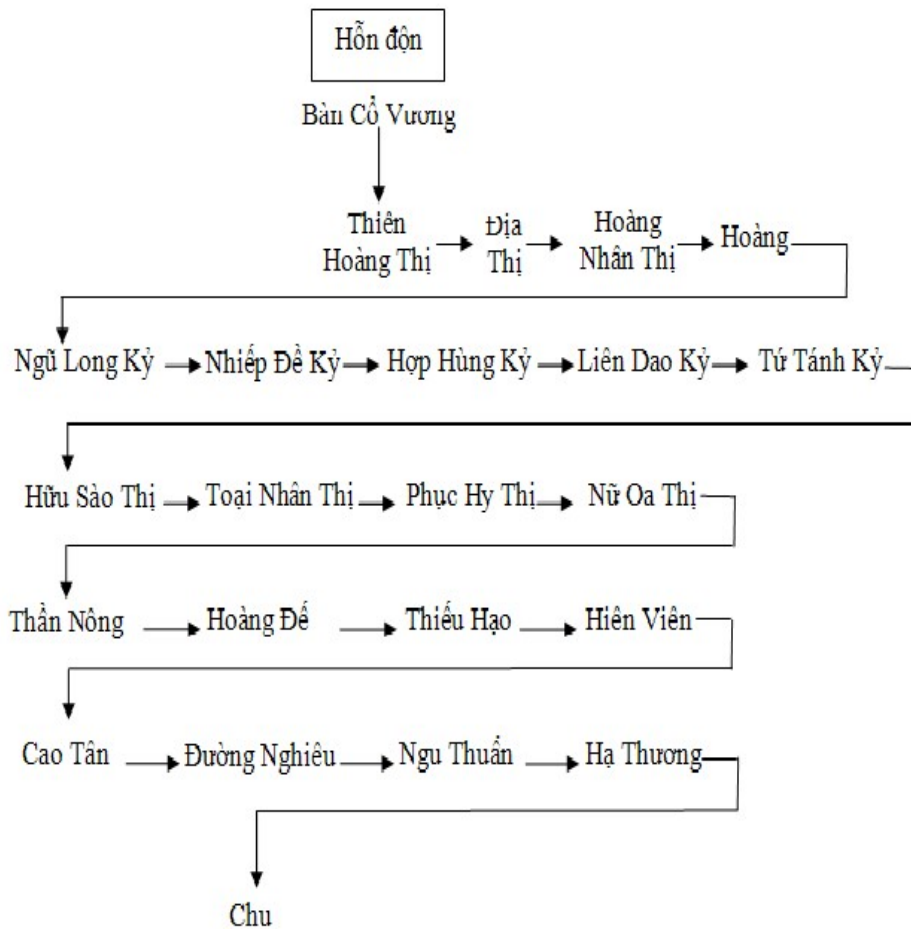 Hỗn độn
Bàn Cổ Vương
Thiên Hoàng Thị
Địa Thị
Hoàng Nhân Thị
Hoàng
Ngũ Long Kỷ Nhiếp Đề Kỷ Hợp Hùng Kỷ Liên Dao Kỷ Tứ Tánh Kỷ
Hữu Sào Thị Toại Nhân Thị Phục Hy Thị Nữ Oa Thị
Thần Nông Hoàng Đế Thiếu Hạo Hiên Viên
Cao Tân Đường Nghiêu Ngu Thuấn Hạ Thương
Chu